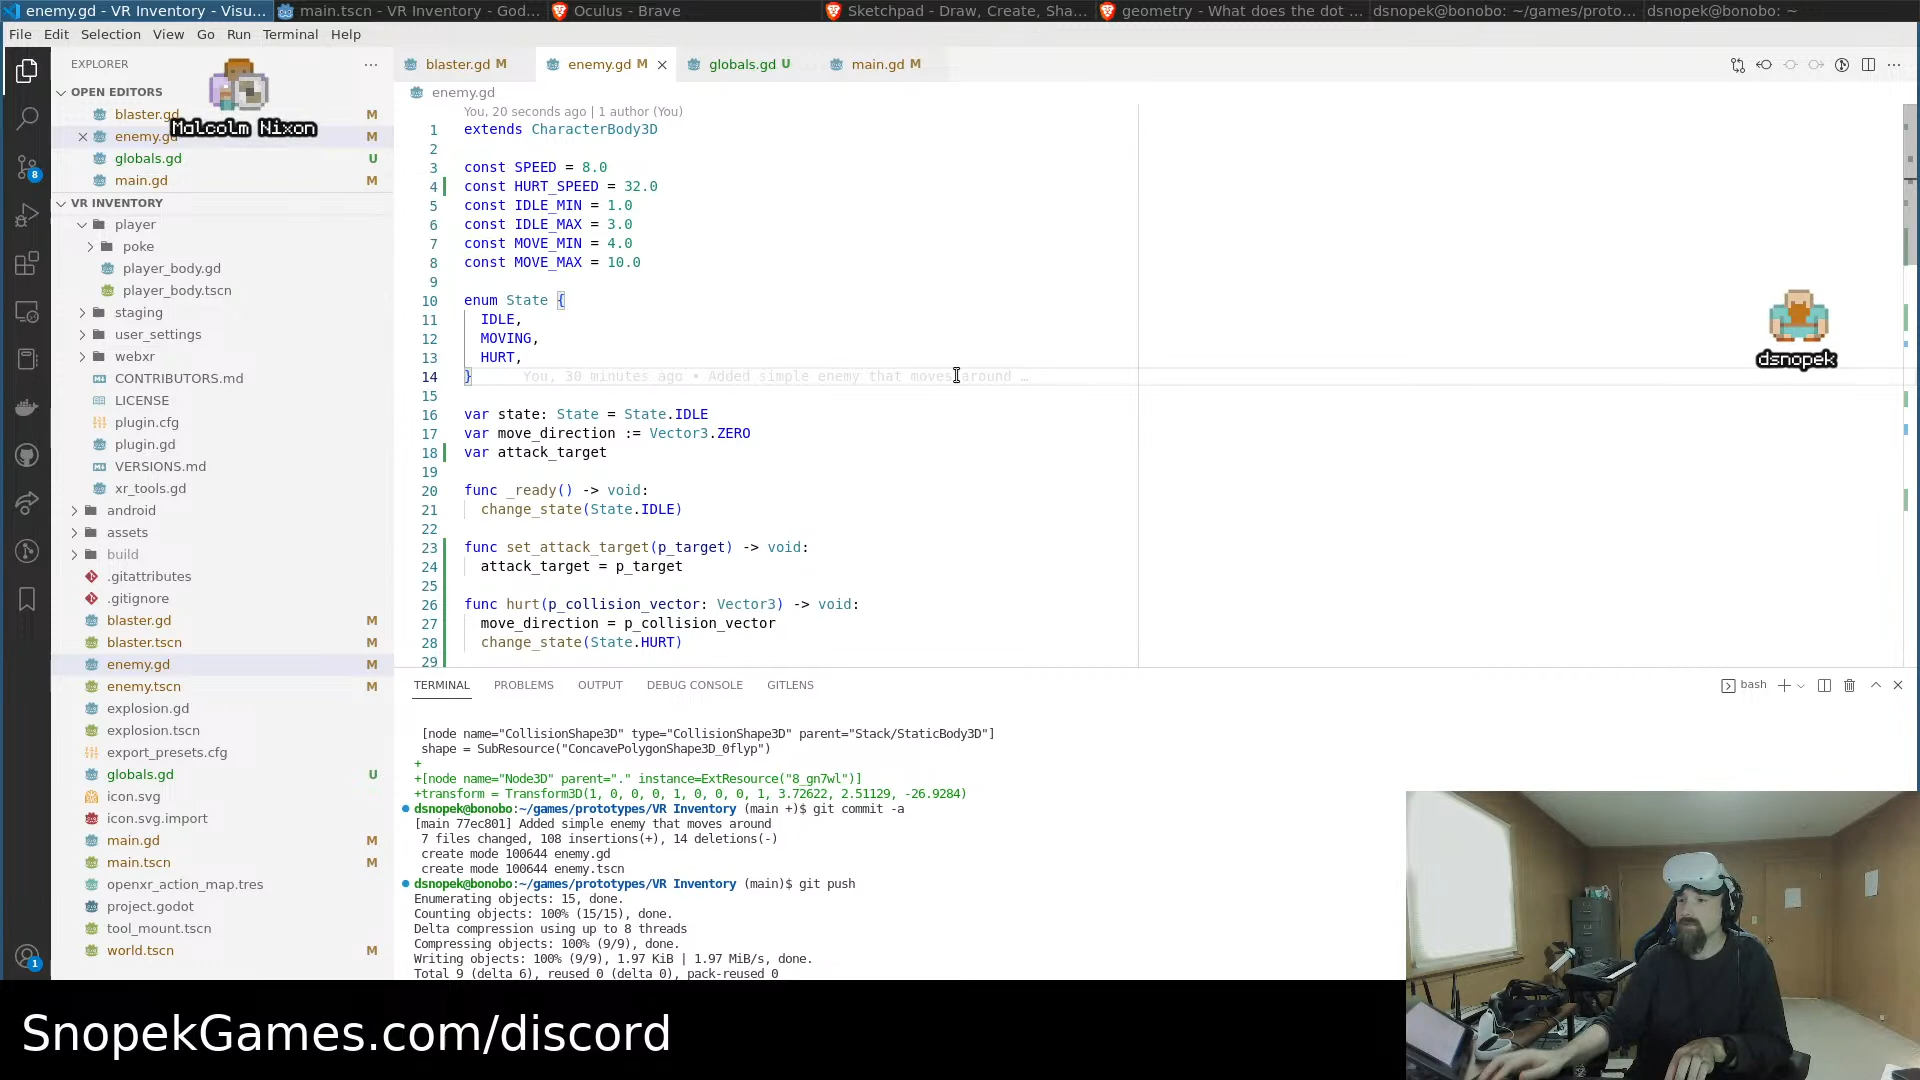 enemy.gd - VR Inventory - Visu...
main.tscn - VR Inventory - God...
Oculus - Brave
Sketchpad - Draw, Create, Sha...
geometry - What does the dot ...
dsnopek@bonobo: ~/games/proto...
dsnopek@bonobo: ~
File Edit Selection View Go Run Terminal Help
EXPLORER
OPEN EDITORS
blaster.gd M
enemy.gd M
globals.gd U
main.gd M
Malcolm Nixon
VR INVENTORY
player
poke
player_body.gd
player_body.tscn
staging
user_settings
webxr
CONTRIBUTORS.md
LICENSE
plugin.cfg
plugin.gd
VERSIONS.md
xr_tools.gd
android
assets
build
.gitattributes
.gitignore
blaster.gd M
blaster.tscn M
enemy.gd M
enemy.tscn M
explosion.gd
explosion.tscn
export_presets.cfg
globals.gd U
icon.svg
icon.svg.import
main.gd M
main.tscn M
openxr_action_map.tres
project.godot
tool_mount.tscn
world.tscn M
8
1
blaster.gd M
enemy.gd M
globals.gd U
main.gd M
enemy.gd
You, 20 seconds ago | 1 author (You)
1 extends CharacterBody3D
2
3 const SPEED = 8.0
4 const HURT_SPEED = 32.0
5 const IDLE_MIN = 1.0
6 const IDLE_MAX = 3.0
7 const MOVE_MIN = 4.0
8 const MOVE_MAX = 10.0
9
10 enum State {
11 IDLE,
12 MOVING,
13 HURT,
14 } You, 30 minutes ago • Added simple enemy that moves around …
15
16 var state: State = State.IDLE
17 var move_direction := Vector3.ZERO
18 var attack_target
19
20 func _ready() -> void:
21 change_state(State.IDLE)
22
23 func set_attack_target(p_target) -> void:
24 attack_target = p_target
25
26 func hurt(p_collision_vector: Vector3) -> void:
27 move_direction = p_collision_vector
28 change_state(State.HURT)
29
dsnopek
TERMINAL PROBLEMS OUTPUT DEBUG CONSOLE GITLENS
bash
[node name="CollisionShape3D" type="CollisionShape3D" parent="Stack/StaticBody3D"]
shape = SubResource("ConcavePolygonShape3D_0flyp")
+
+[node name="Node3D" parent="." instance=ExtResource("8_gn7wl")]
+transform = Transform3D(1, 0, 0, 0, 1, 0, 0, 0, 1, 3.72622, 2.51129, -26.9284)
dsnopek@bonobo:~/games/prototypes/VR Inventory (main +)$ git commit -a
[main 77ec801] Added simple enemy that moves around
7 files changed, 108 insertions(+), 14 deletions(-)
create mode 100644 enemy.gd
create mode 100644 enemy.tscn
dsnopek@bonobo:~/games/prototypes/VR Inventory (main)$ git push
Enumerating objects: 15, done.
Counting objects: 100% (15/15), done.
Delta compression using up to 8 threads
Compressing objects: 100% (9/9), done.
Writing objects: 100% (9/9), 1.97 KiB | 1.97 MiB/s, done.
Total 9 (delta 6), reused 0 (delta 0), pack-reused 0
SnopekGames.com/discord